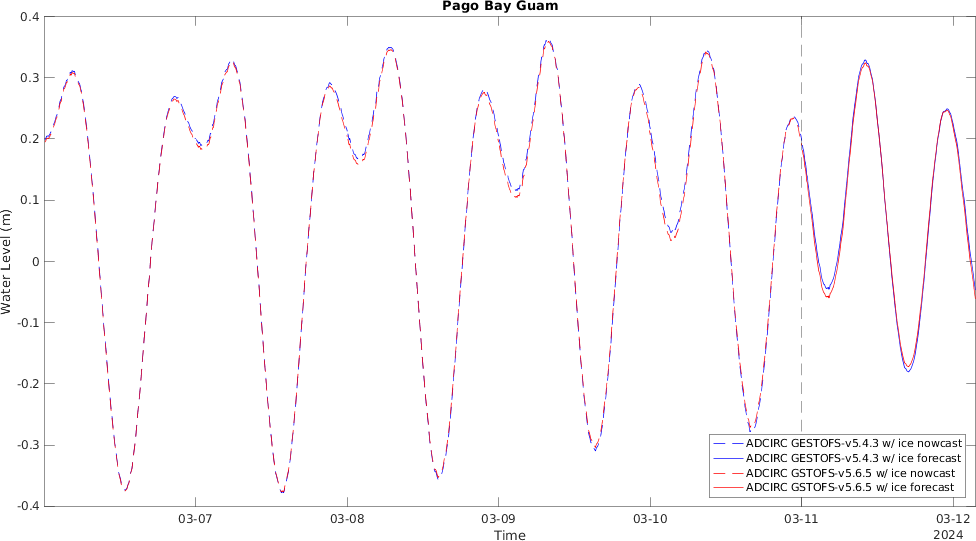 Pago Bay Guam
0.4
0.3
0.2
0.1
0
-0.1
-0.2
-0.3
-0.4
Water Level (m)
ADCIRC GESTOFS-v5.4.3 w/ ice nowcast
ADCIRC GESTOFS-v5.4.3 w/ ice forecast
ADCIRC GSTOFS-v5.6.5 w/ ice nowcast
ADCIRC GSTOFS-v5.6.5 w/ ice forecast
03-07 03-08 03-09 03-10 03-11 03-12
Time 2024